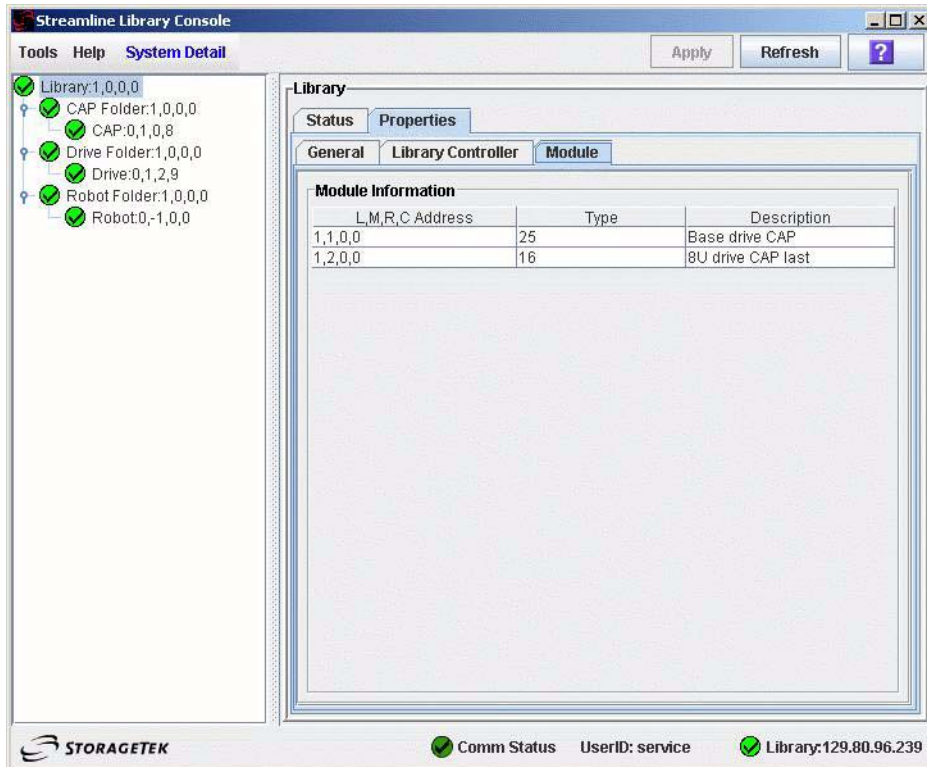 Streamline Library Console
Tools Help System Detail Apply Refresh ?
Library:1,0,0,0
CAP Folder:1,0,0,0
CAP:0,1,0,8
Drive Folder:1,0,0,0
Drive:0,1,2,9
Robot Folder:1,0,0,0
Robot:0,-1,0,0
Library
Status Properties
General Library Controller Module
Module Information
L,M,R,C Address Type Description
1,1,0,0 25 Base drive CAP
1,2,0,0 16 8U drive CAP last
STORAGETEK Comm Status UserID: service Library:129.80.96.239